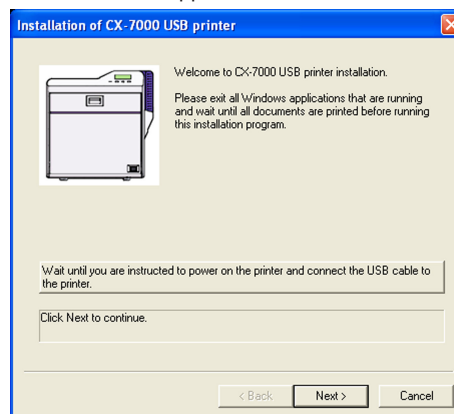 Installation of CX-7000 USB printer
Welcome to CX-7000 USB printer installation.
Please exit all Windows applications that are running
and wait until all documents are printed before running
this installation program.
Wait until you are instructed to power on the printer and connect the USB cable to
the printer.
Click Next to continue.
< Back
Next >
Cancel